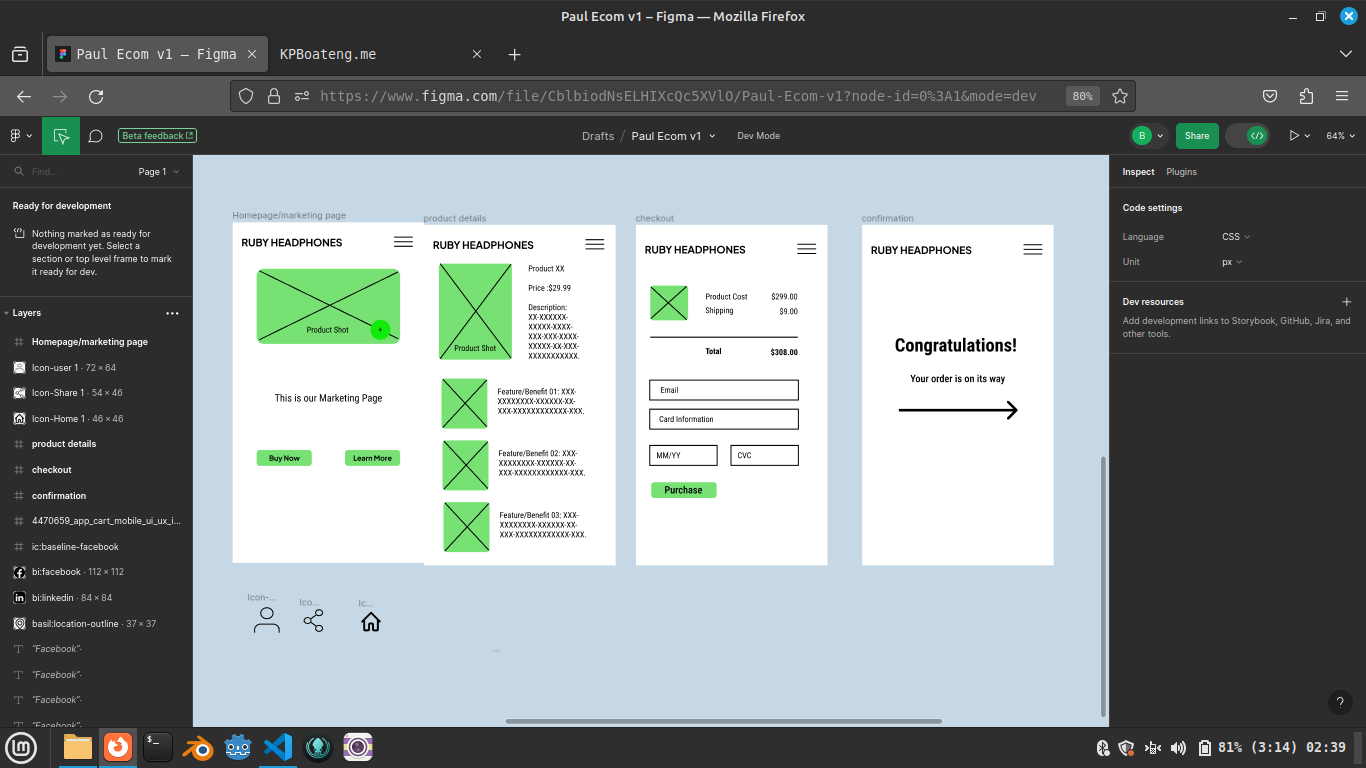 Paul Ecom v1 – Figma — Mozilla Firefox
Paul Ecom v1 – Figma
KPBoateng.me
https://www.figma.com/file/CblbiodNsELHIXcQc5XVlO/Paul-Ecom-v1?node-id=0%3A1&mode=dev
80%
Beta feedback
Drafts / Paul Ecom v1
Dev Mode
B
Share
64%
Find...
Page 1
Ready for development
Nothing marked as ready for
development yet. Select a
section or top level frame to mark
it ready for dev.
Layers
Homepage/marketing page
Icon-user 1 · 72 × 64
Icon-Share 1 · 54 × 46
Icon-Home 1 · 46 × 46
product details
checkout
confirmation
4470659_app_cart_mobile_ui_ux_i...
ic:baseline-facebook
bi:facebook · 112 × 112
bi:linkedin · 84 × 84
basil:location-outline · 37 × 37
"Facebook"·
"Facebook"·
"Facebook"·
"Facebook"·
Homepage/marketing page
RUBY HEADPHONES
Product Shot
+
This is our Marketing Page
Buy Now
Learn More
Icon-...
Ico...
Ic...
...
product details
RUBY HEADPHONES
Product Shot
Product XX
Price :$29.99
Description:
XX-XXXXXX-
XXXXX-XXXX-
XXX-XXX-XXXX-
XXXXX-XX-XXX-
XXXXXXXXXXX.
Feature/Benefit 01: XXX-
XXXXXXXX-XXXXXX-XX-
XXX-XXXXXXXXXXXX-XXX.
Feature/Benefit 02: XXX-
XXXXXXXX-XXXXXX-XX-
XXX-XXXXXXXXXXXX-XXX.
Feature/Benefit 03: XXX-
XXXXXXXX-XXXXXX-XX-
XXX-XXXXXXXXXXXX-XXX.
checkout
RUBY HEADPHONES
Product Cost $299.00
Shipping $9.00
Total $308.00
Email
Card Information
MM/YY
CVC
Purchase
confirmation
RUBY HEADPHONES
Congratulations!
Your order is on its way
Inspect
Plugins
Code settings
Language CSS
Unit px
Dev resources
Add development links to Storybook, GitHub, Jira, and
other tools.
?
81% (3:14) 02:39